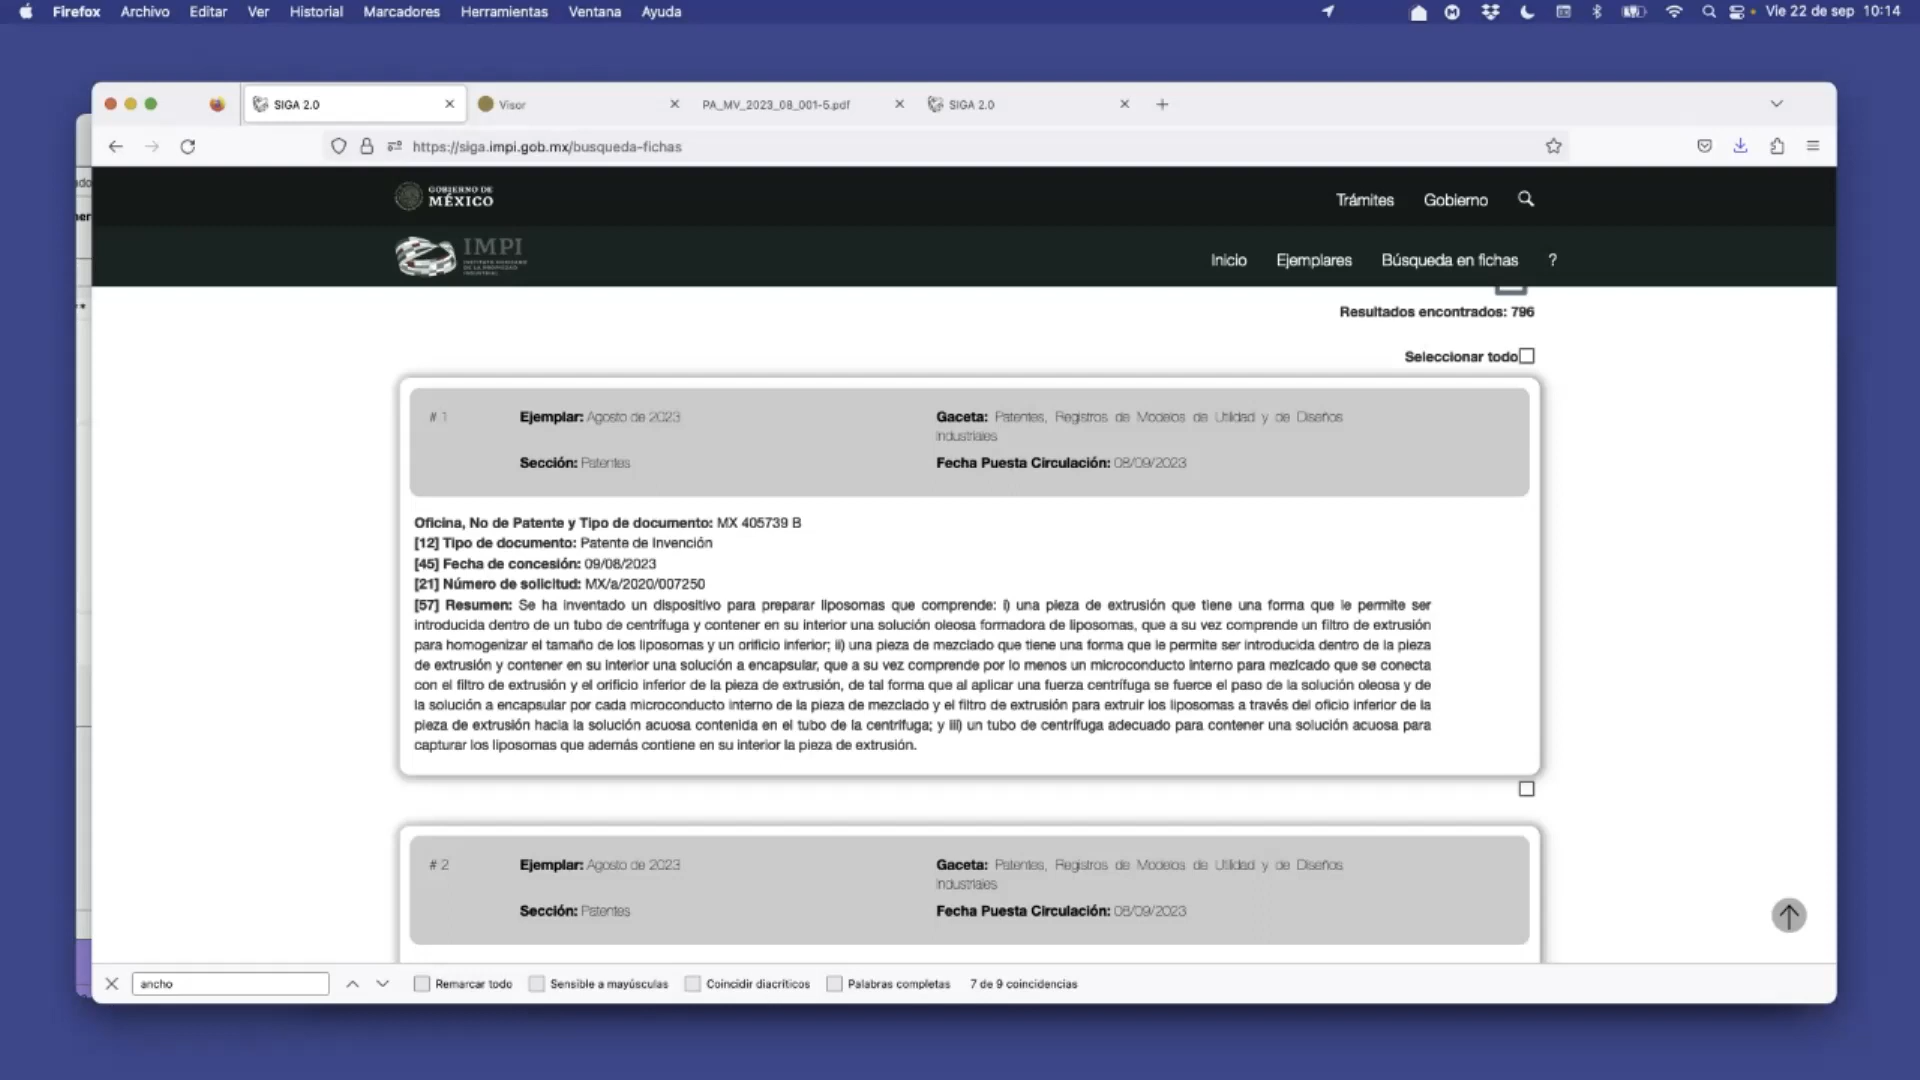 Firefox Archivo Editar Ver Historial Marcadores Herramientas Ventana Ayuda Vie 22 de sep 10:14
SIGA 2.0 Visor PA_MV_2023_08_001-5.pdf SIGA 2.0
https://siga.impi.gob.mx/busqueda-fichas
GOBIERNO DE
MÉXICO
Trámites Gobierno
IMPI
INSTITUTO MEXICANO
DE LA PROPIEDAD
INDUSTRIAL
Inicio Ejemplares Búsqueda en fichas ?
Resultados encontrados: 796
Seleccionar todo
# 1 Ejemplar: Agosto de 2023 Gaceta: Patentes, Registros de Modelos de Utilidad y de Diseños
Industriales
Sección: Patentes Fecha Puesta Circulación: 08/09/2023
Oficina, No de Patente y Tipo de documento: MX 405739 B
[12] Tipo de documento: Patente de Invención
[45] Fecha de concesión: 09/08/2023
[21] Número de solicitud: MX/a/2020/007250
[57] Resumen: Se ha inventado un dispositivo para preparar liposomas que comprende: i) una pieza de extrusión que tiene una forma que le permite ser
introducida dentro de un tubo de centrífuga y contener en su interior una solución oleosa formadora de liposomas, que a su vez comprende un filtro de extrusión
para homogenizar el tamaño de los liposomas y un orificio inferior; ii) una pieza de mezclado que tiene una forma que le permite ser introducida dentro de la pieza
de extrusión y contener en su interior una solución a encapsular, que a su vez comprende por lo menos un microconducto interno para mezlcado que se conecta
con el filtro de extrusión y el orificio inferior de la pieza de extrusión, de tal forma que al aplicar una fuerza centrífuga se fuerce el paso de la solución oleosa y de
la solución a encapsular por cada microconducto interno de la pieza de mezclado y el filtro de extrusión para extruir los liposomas a través del oficio inferior de la
pieza de extrusión hacia la solución acuosa contenida en el tubo de la centrífuga; y iii) un tubo de centrífuga adecuado para contener una solución acuosa para
capturar los liposomas que además contiene en su interior la pieza de extrusión.
# 2 Ejemplar: Agosto de 2023 Gaceta: Patentes, Registros de Modelos de Utilidad y de Diseños
Industriales
Sección: Patentes Fecha Puesta Circulación: 08/09/2023
ancho Remarcar todo Sensible a mayúsculas Coincidir diacríticos Palabras completas 7 de 9 coincidencias